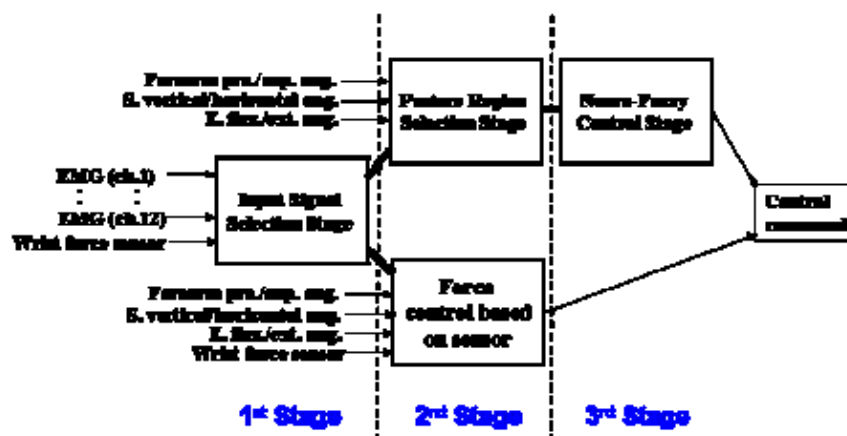 Forearm pro./sup. ang.
S. vertical/horizontal ang.
E. flex./ext. ang.
Posture Region
Selection Stage
Neuro-Fuzzy
Control Stage
EMG (ch.1)
EMG (ch.12)
Wrist force sensor
Input Signal
Selection Stage
Control
command
Forearm pro./sup. ang.
S. vertical/horizontal ang.
E. flex./ext. ang.
Wrist force sensor
Force
control based
on sensor
1st Stage
2nd Stage
3rd Stage